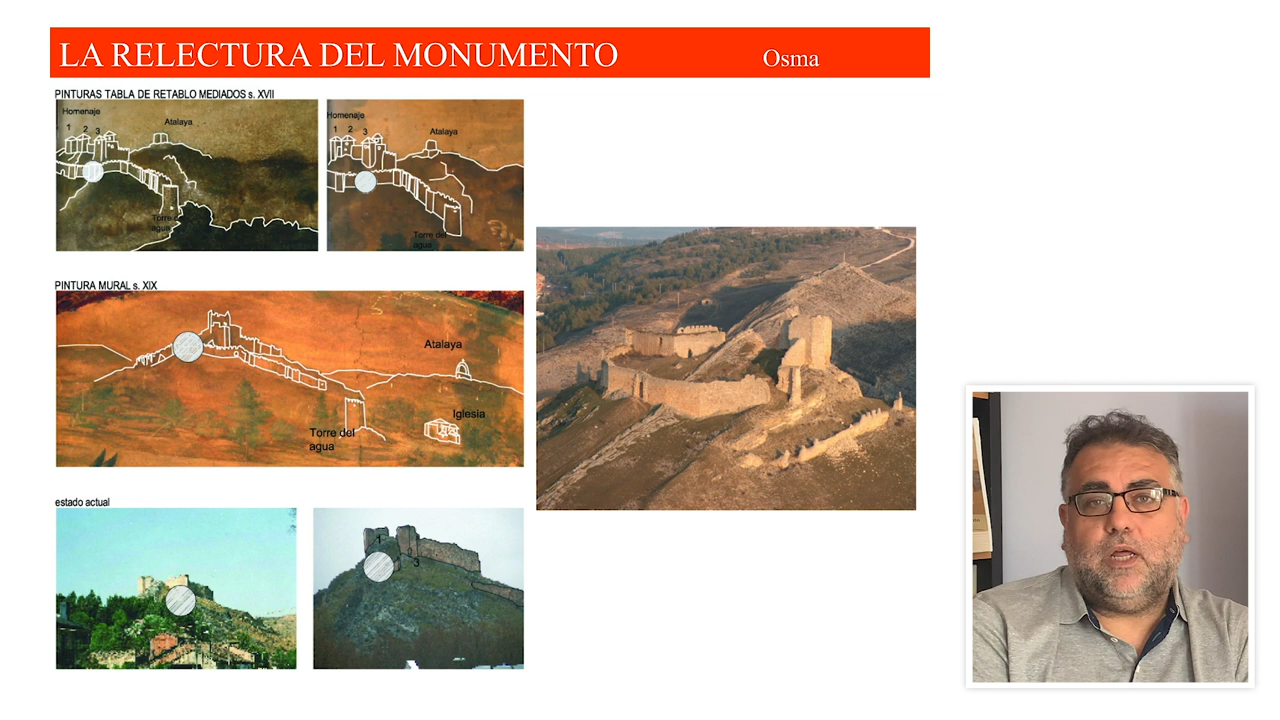 LA RELECTURA DEL MONUMENTO Osma
PINTURAS TABLA DE RETABLO MEDIADOS s. XVII
Homenaje
1 2 3
Atalaya
Torre del
agua
Homenaje
1 2 3
Atalaya
Torre del
agua
PINTURA MURAL s. XIX
Atalaya
Iglesia
Torre del
agua
estado actual
1
3